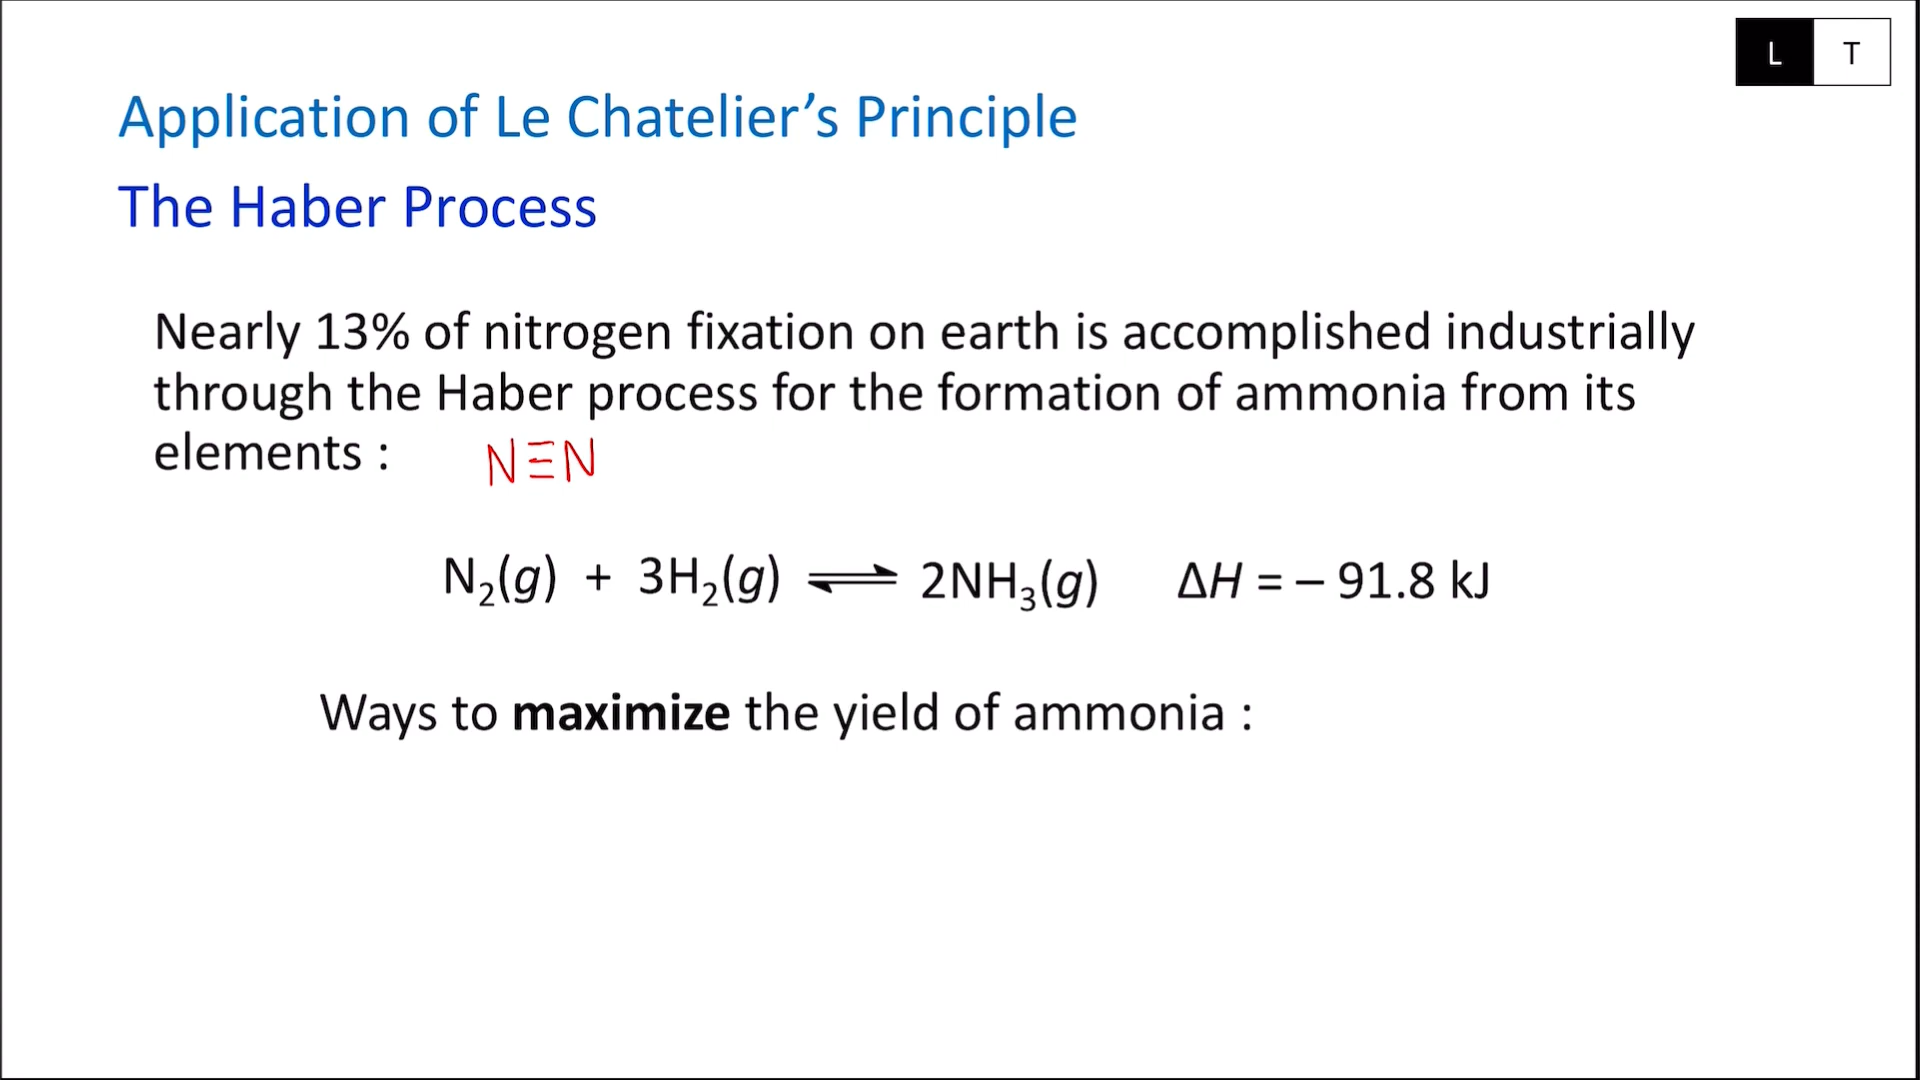 L T
Application of Le Chatelier’s Principle
The Haber Process
Nearly 13% of nitrogen fixation on earth is accomplished industrially
through the Haber process for the formation of ammonia from its
elements :
N≡N
N₂(g) + 3H₂(g) ⇌ 2NH₃(g) ΔH = – 91.8 kJ
Ways to maximize the yield of ammonia :